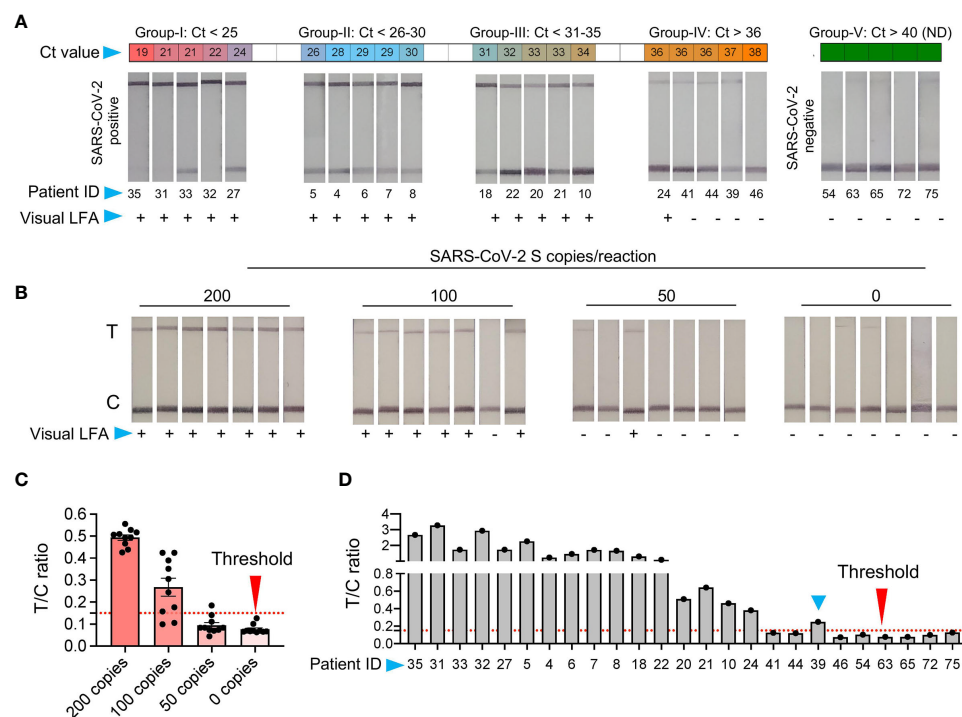 A
Group-I: Ct < 25 Group-II: Ct < 26-30 Group-III: Ct < 31-35 Group-IV: Ct > 36 Group-V: Ct > 40 (ND)
Ct value 19 21 21 22 24 26 28 29 29 30 31 32 33 33 34 36 36 36 37 38
SARS-CoV-2
positive
SARS-CoV-2
negative
Patient ID 35 31 33 32 27 5 4 6 7 8 18 22 20 21 10 24 41 44 39 46 54 63 65 72 75
Visual LFA + + + + + + + + + + + + + + + + - - - - - - - - -
SARS-CoV-2 S copies/reaction
B
200 100 50 0
T
C
Visual LFA + + + + + + + + + + + + - + - - + - - - - - - - - - - -
C
T/C ratio
0.6
0.5
0.4
0.3
0.2
0.1
0.0
Threshold
200 copies 100 copies 50 copies 0 copies
D
T/C ratio
4
3
2
0.8
0.6
0.4
0.2
0.0
Threshold
Patient ID 35 31 33 32 27 5 4 6 7 8 18 22 20 21 10 24 41 44 39 46 54 63 65 72 75